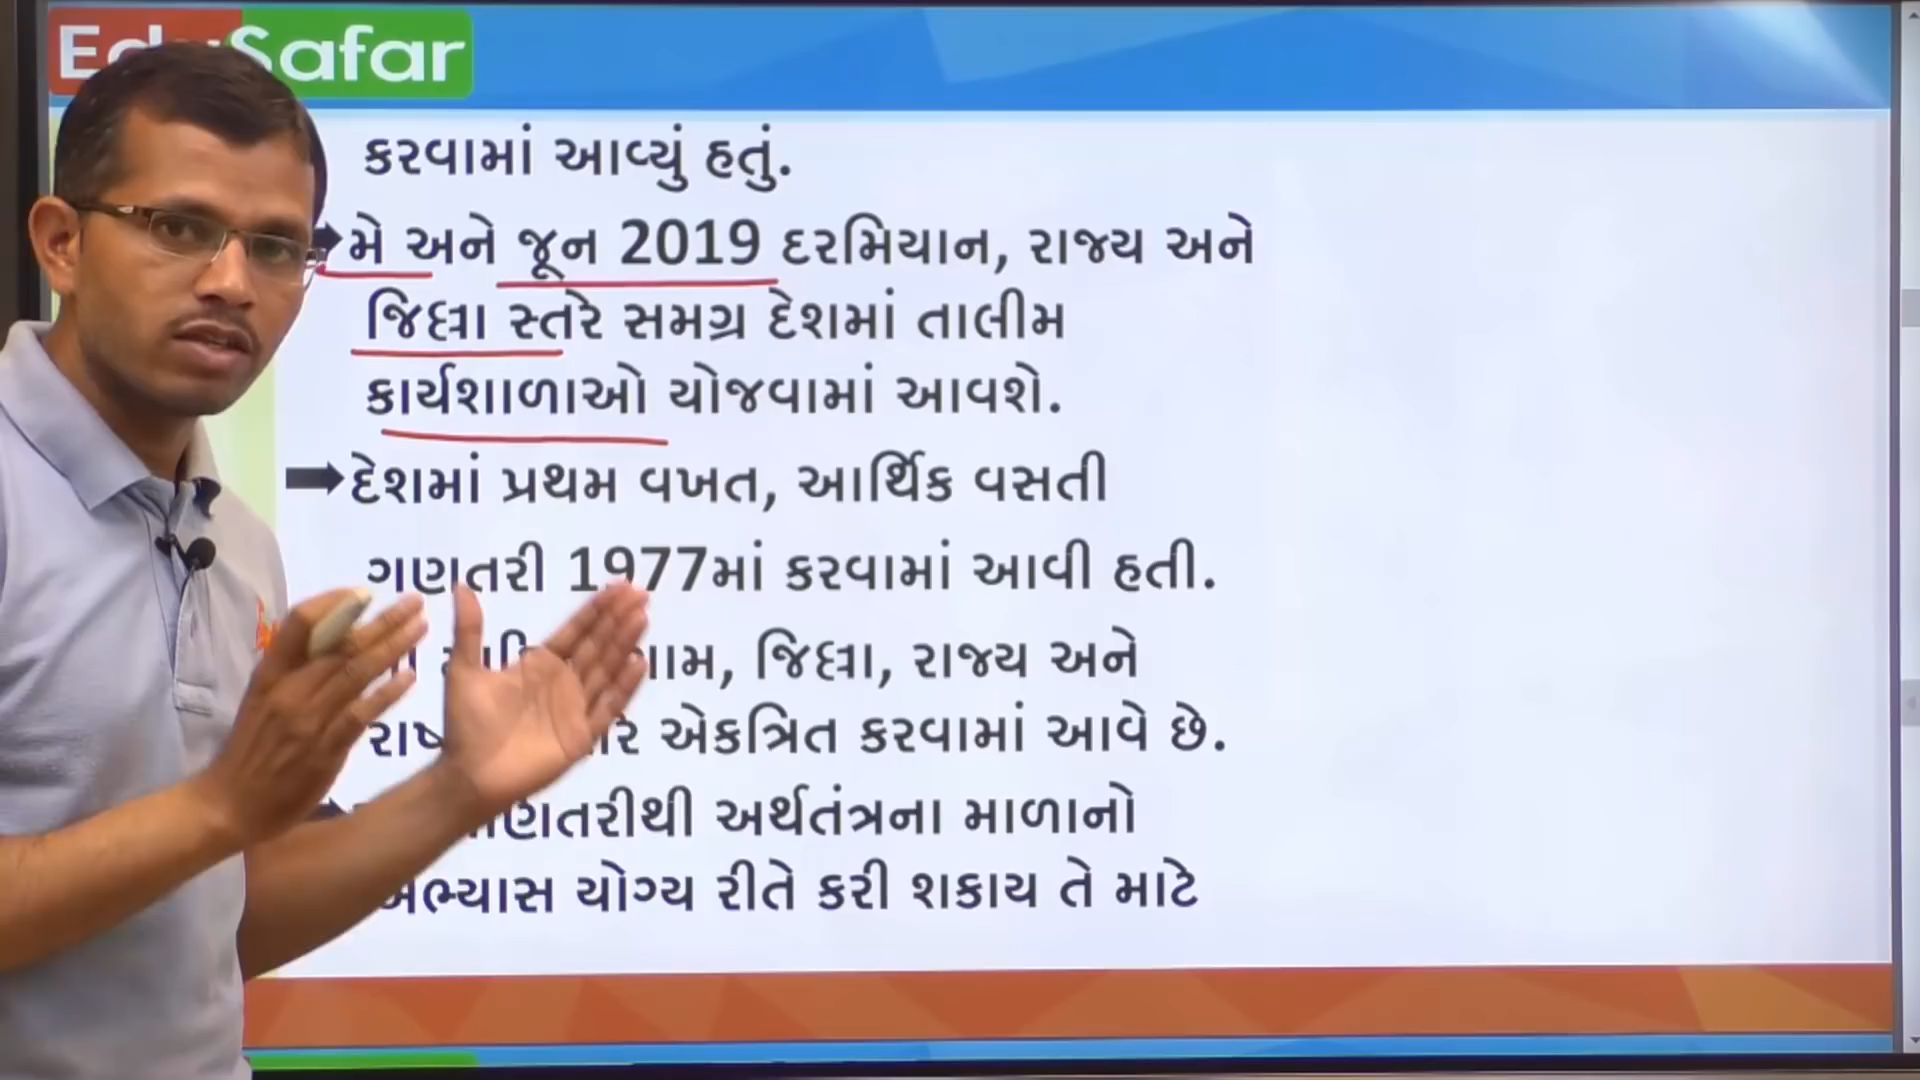 EduSafar
કરવામાં આવ્યું હતું.
મે અને જૂન 2019 દરમિયાન, રાજ્ય અને
જિલ્લા સ્તરે સમગ્ર દેશમાં તાલીમ
કાર્યશાળાઓ યોજવામાં આવશે.
દેશમાં પ્રથમ વખત, આર્થિક વસતી
ગણતરી 1977માં કરવામાં આવી હતી.
જિલ્લા, રાજ્ય અને
એકત્રિત કરવામાં આવે છે.
અર્થતંત્રના માળાનો
અભ્યાસ યોગ્ય રીતે કરી શકાય તે માટે